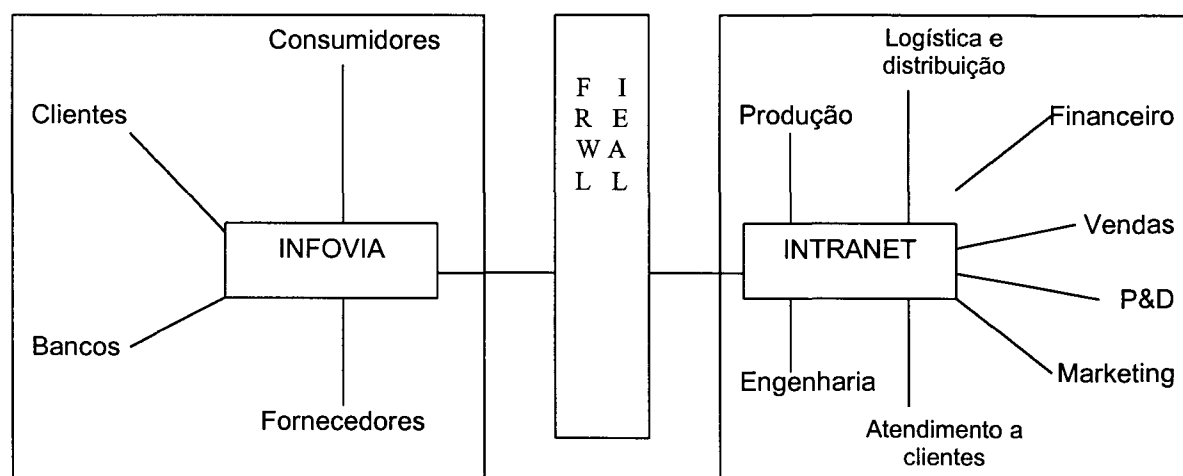 Consumidores
Clientes
INFOVIA
Bancos
Fornecedores
F I
R E
W A
L L
Logística e
distribuição
Produção
Financeiro
Vendas
INTRANET
P&D
Engenharia
Marketing
Atendimento a
clientes